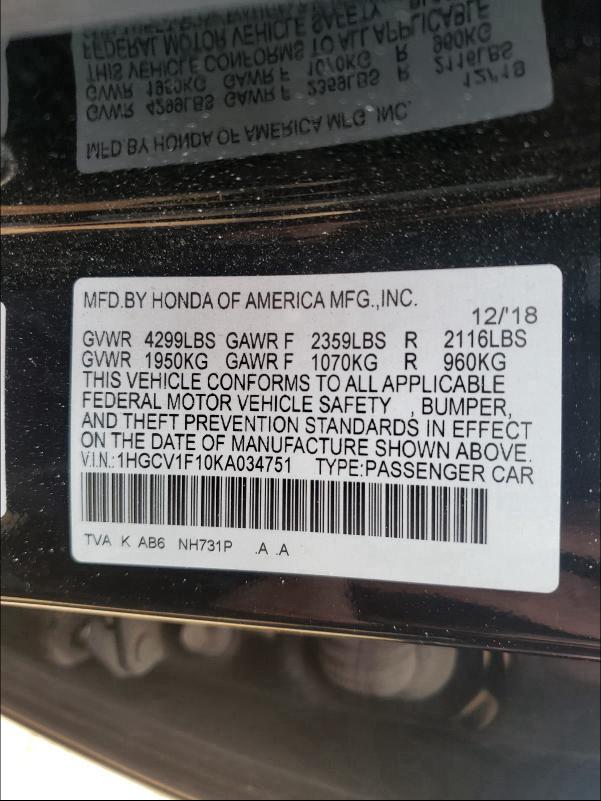 MFD.BY HONDA OF AMERICA MFG.,INC.
12/'18
GVWR 4299LBS GAWR F 2359LBS R 2116LBS
GVWR 1950KG GAWR F 1070KG R 960KG
THIS VEHICLE CONFORMS TO ALL APPLICABLE
FEDERAL MOTOR VEHICLE SAFETY , BUMPER,
AND THEFT PREVENTION STANDARDS IN EFFECT
ON THE DATE OF MANUFACTURE SHOWN ABOVE.
V.I.N.:1HGCV1F10KA034751 TYPE:PASSENGER CAR
TVA K AB6 NH731P .A .A